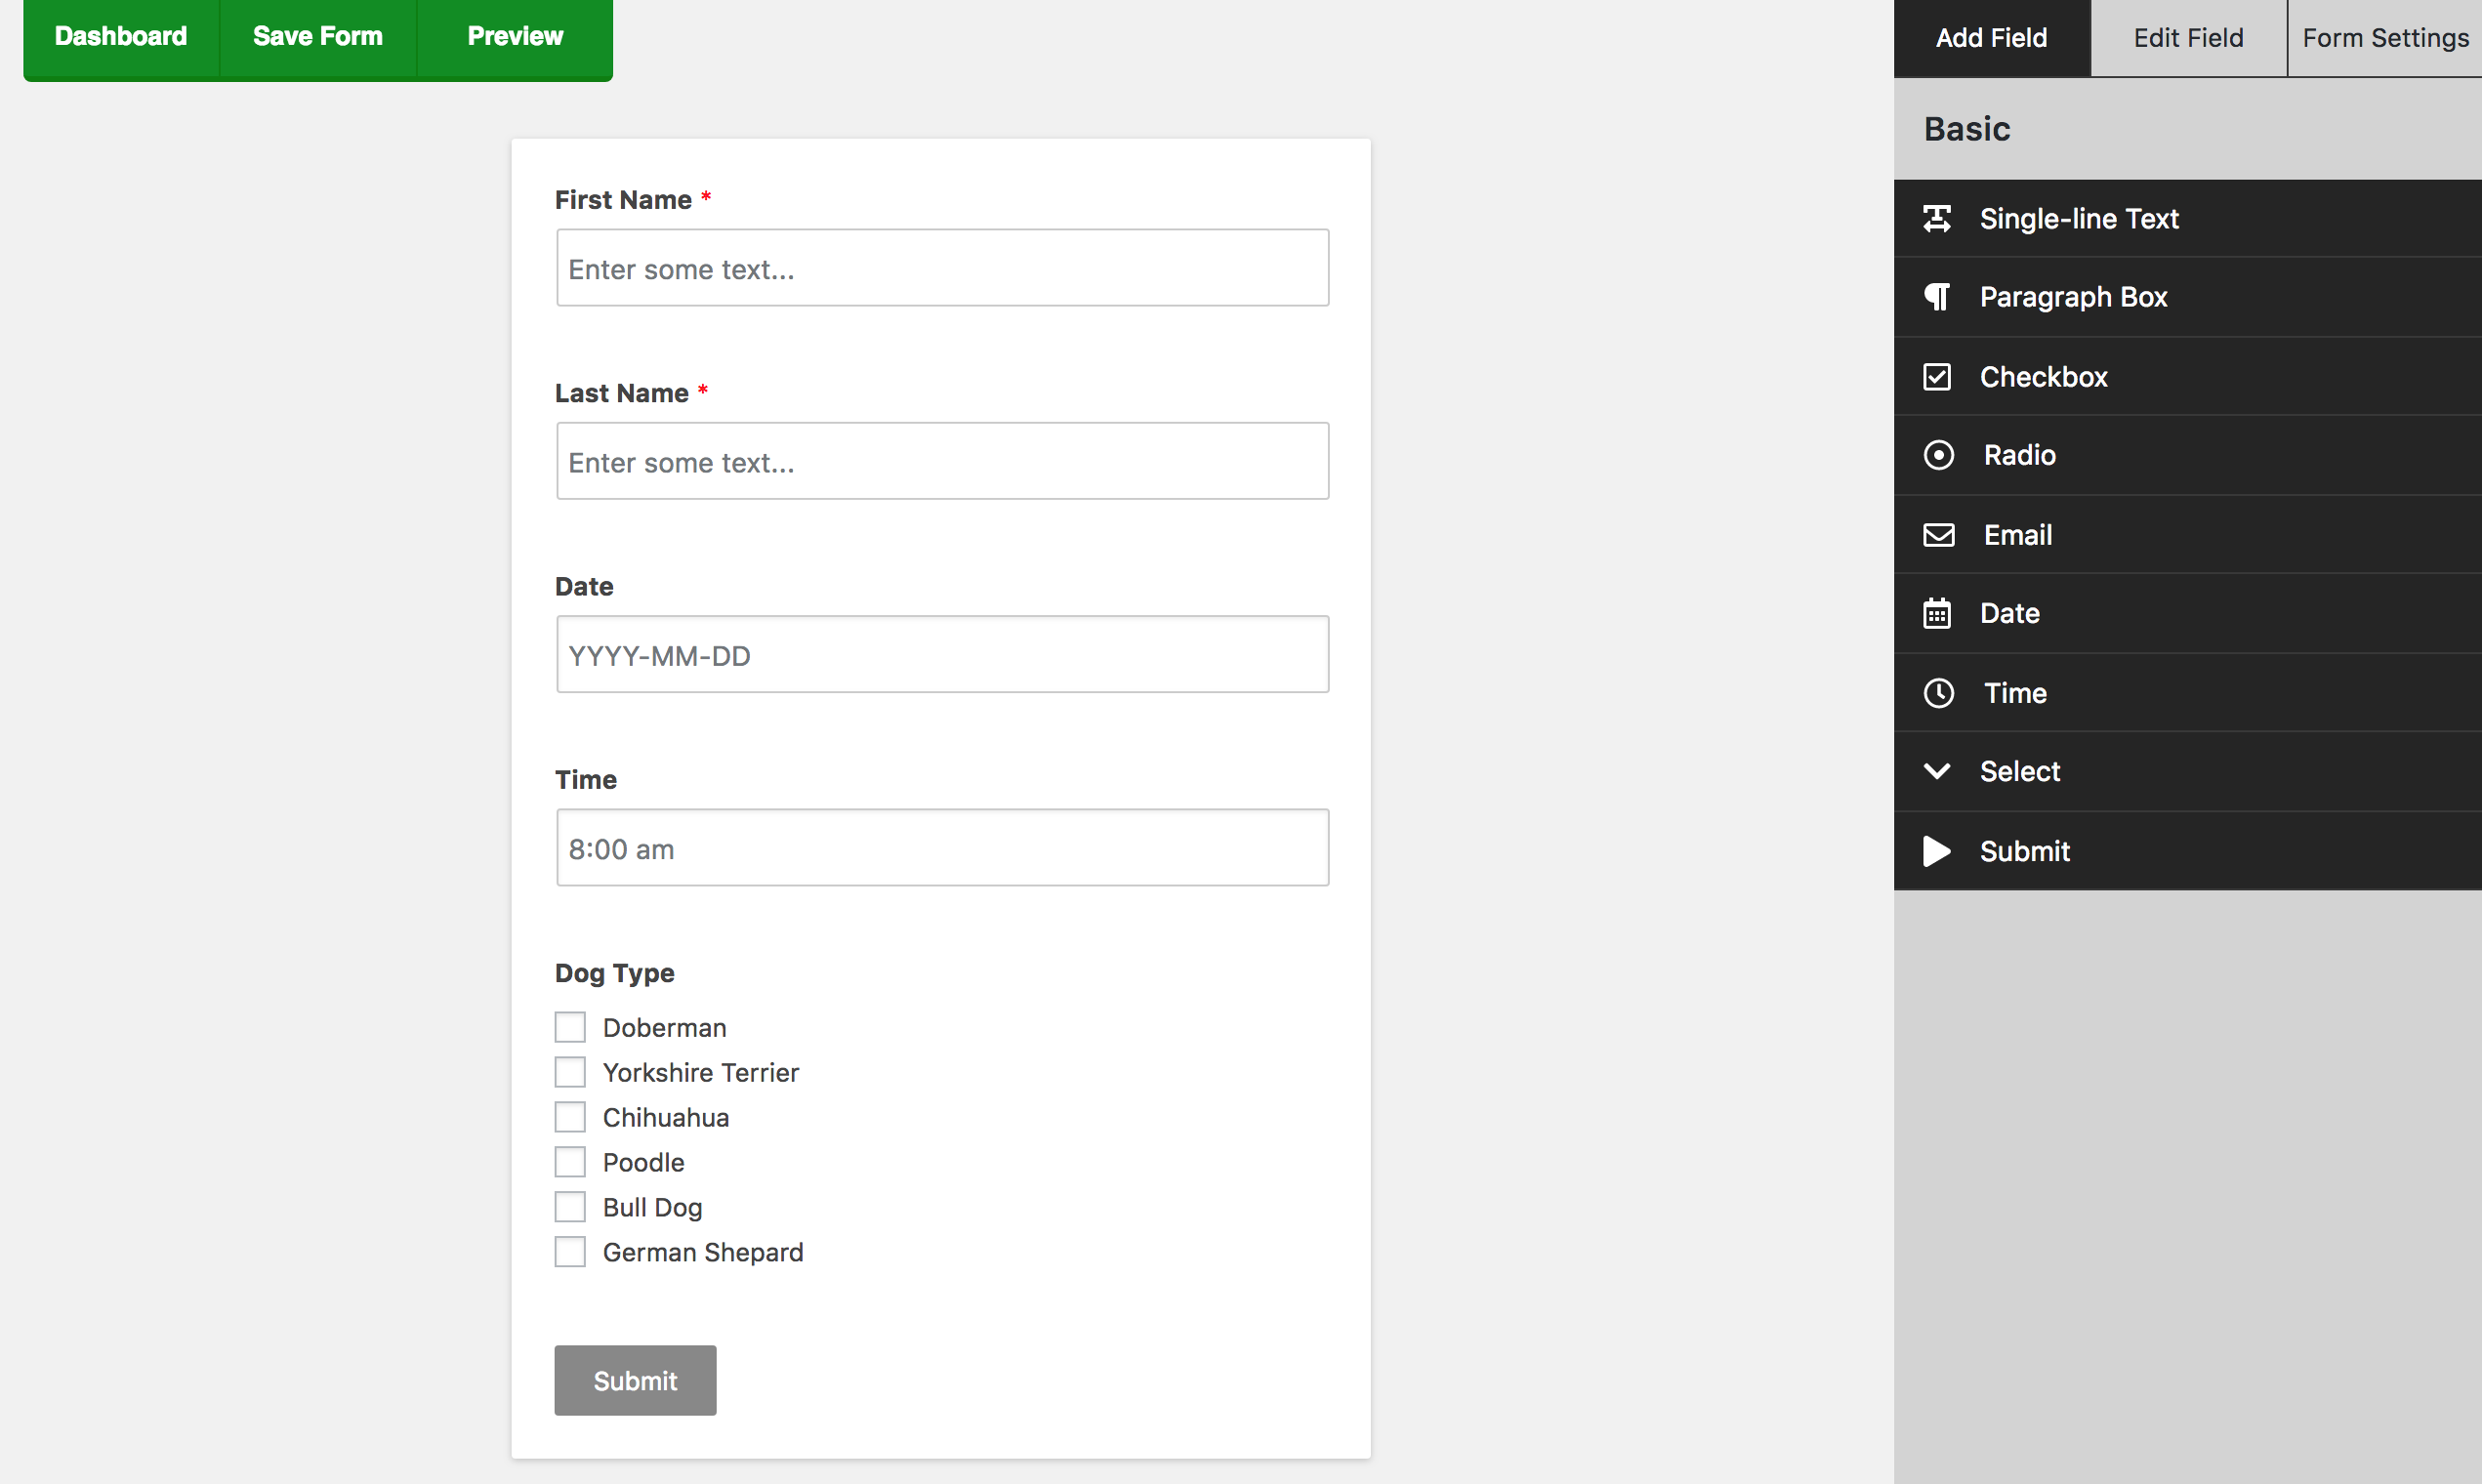 Dashboard Save Form Preview
Add Field Edit Field Form Settings
First Name *
Enter some text...
Last Name *
Enter some text...
Date
YYYY-MM-DD
Time
8:00 am
Dog Type
Doberman
Yorkshire Terrier
Chihuahua
Poodle
Bull Dog
German Shepard
Submit
Basic
Single-line Text
Paragraph Box
Checkbox
Radio
Email
Date
Time
Select
Submit